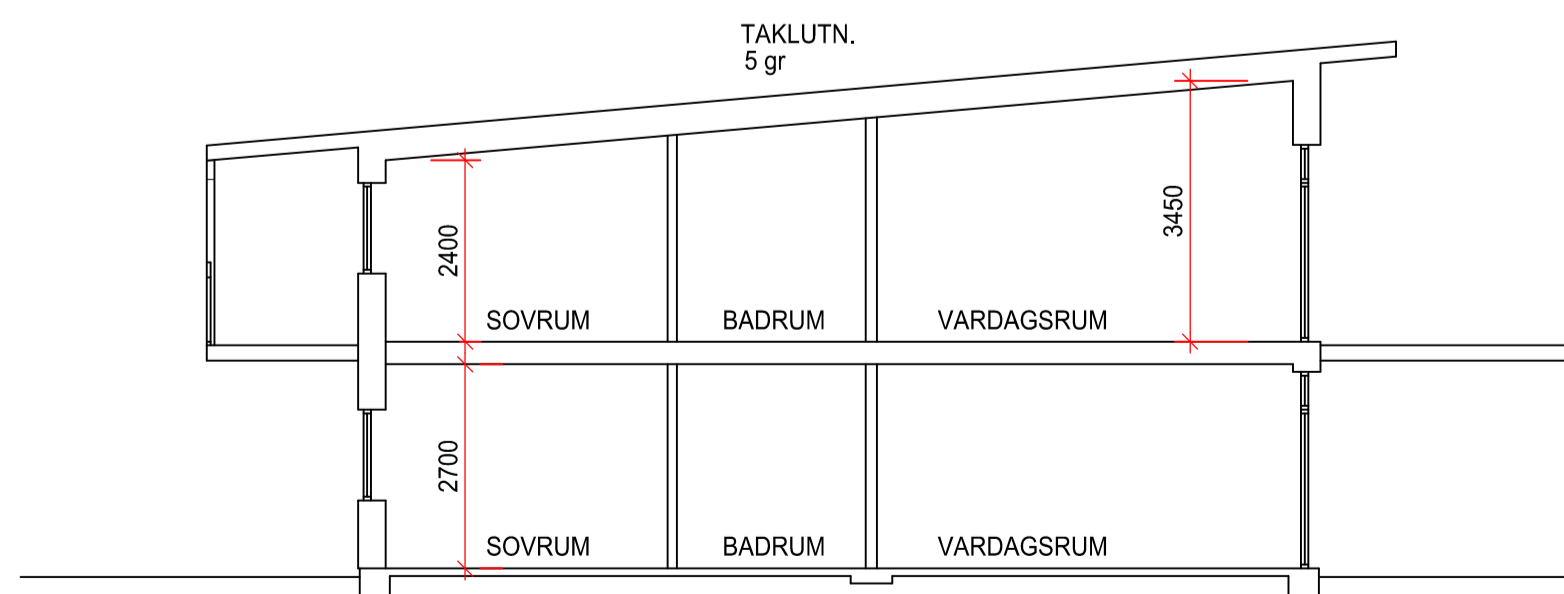 TAKLUTN.
5 gr
2400
3450
SOVRUM
BADRUM
VARDAGSRUM
2700
SOVRUM
BADRUM
VARDAGSRUM